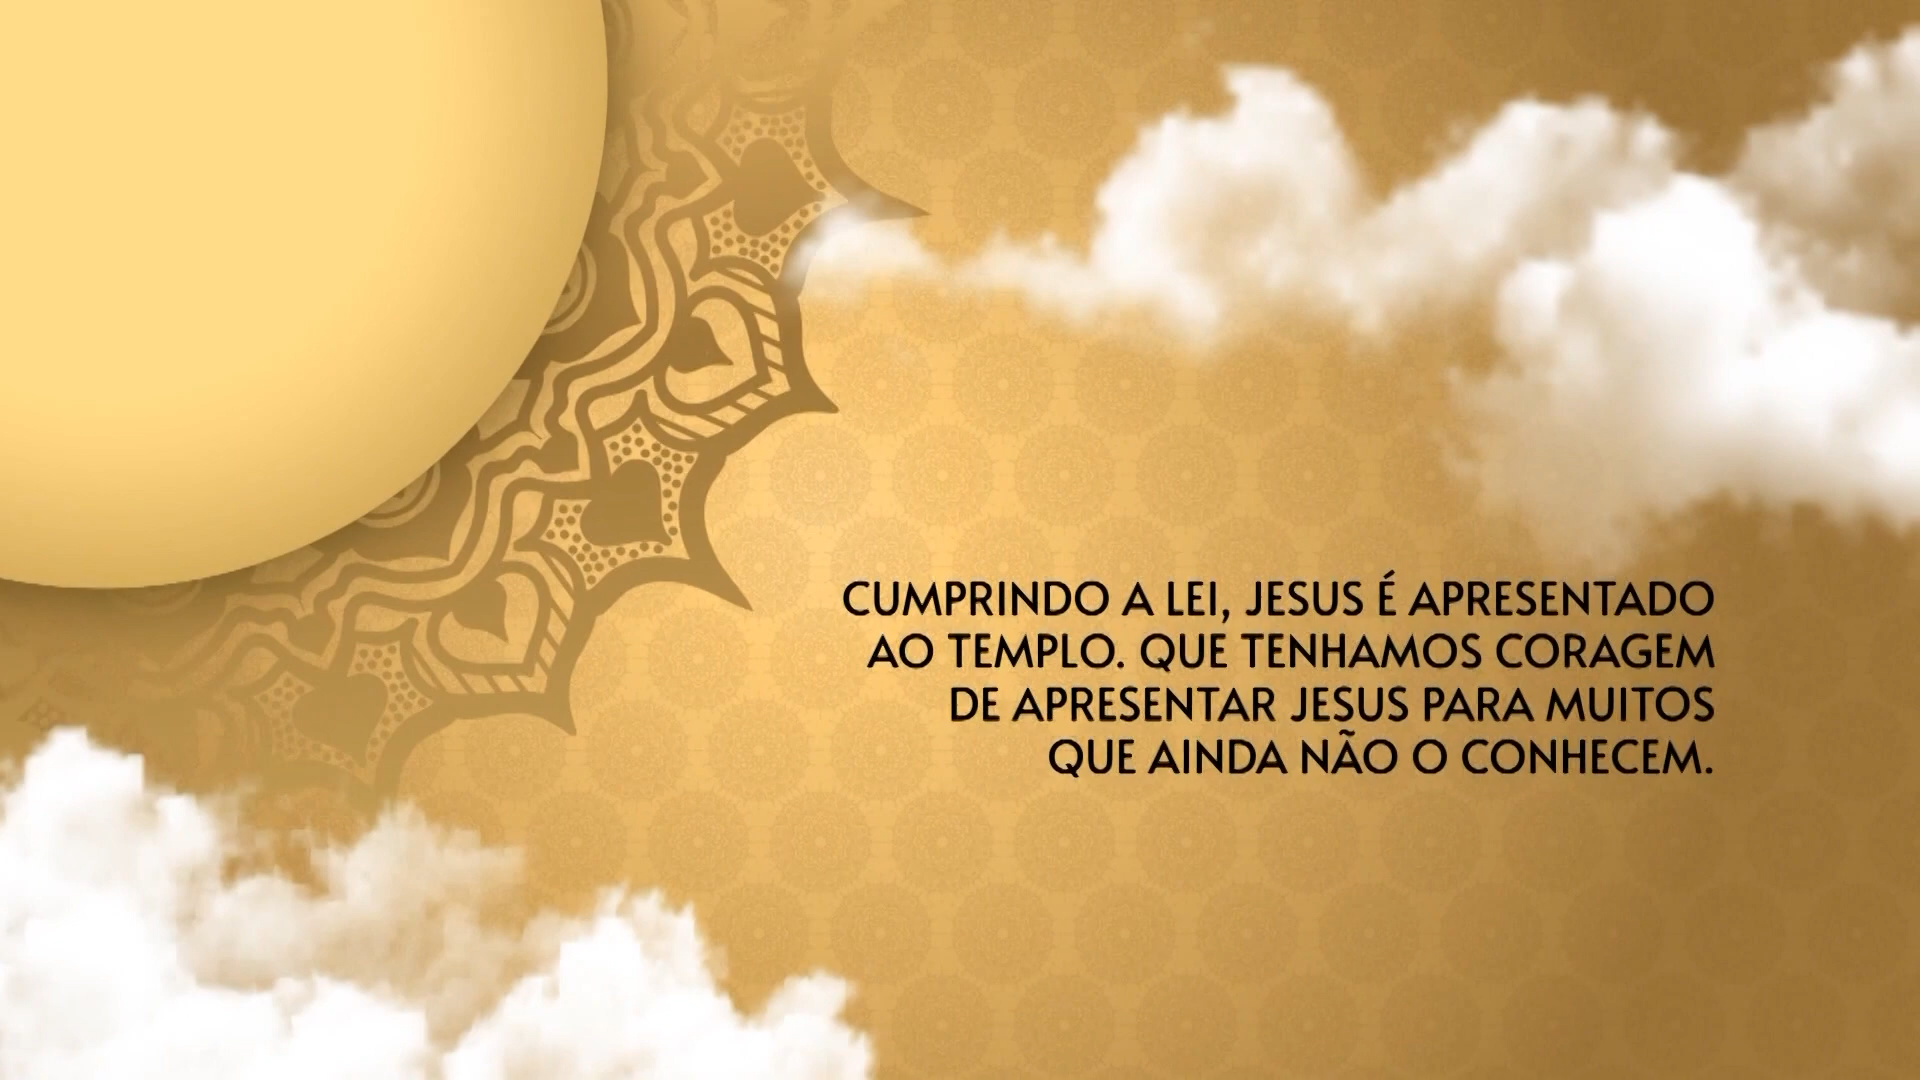 CUMPRINDO A LEI, JESUS É APRESENTADO
AO TEMPLO. QUE TENHAMOS CORAGEM
DE APRESENTAR JESUS PARA MUITOS
QUE AINDA NÃO O CONHECEM.